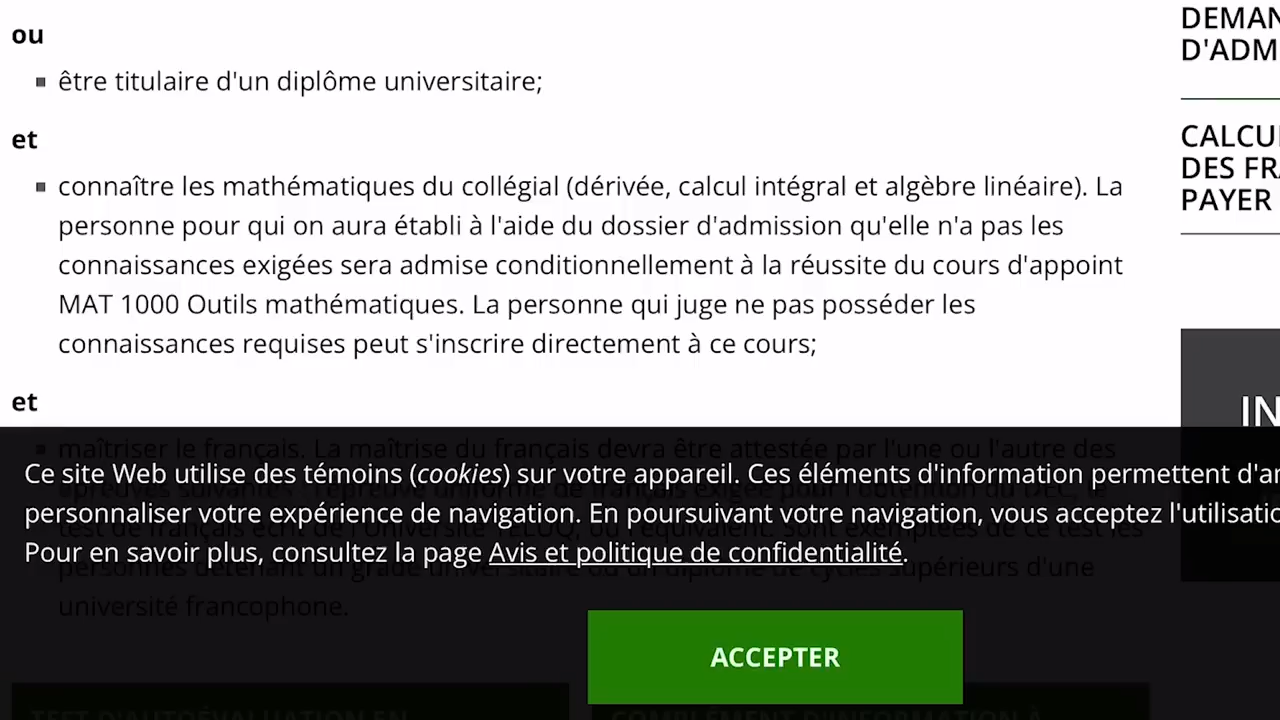 ou
être titulaire d'un diplôme universitaire;
et
connaître les mathématiques du collégial (dérivée, calcul intégral et algèbre linéaire). La
personne pour qui on aura établi à l'aide du dossier d'admission qu'elle n'a pas les
connaissances exigées sera admise conditionnellement à la réussite du cours d'appoint
MAT 1000 Outils mathématiques. La personne qui juge ne pas posséder les
connaissances requises peut s'inscrire directement à ce cours;
et
maîtriser le français. La maîtrise du français devra être attestée par l'une ou l'autre des
Ce site Web utilise des témoins (cookies) sur votre appareil. Ces éléments d'information permettent d'a
personnaliser votre expérience de navigation. En poursuivant votre navigation, vous acceptez l'utilisatio
Pour en savoir plus, consultez la page Avis et politique de confidentialité.
université francophone.
ACCEPTER
DEMAN
D'ADM
CALCU
DES FRA
PAYER
IN